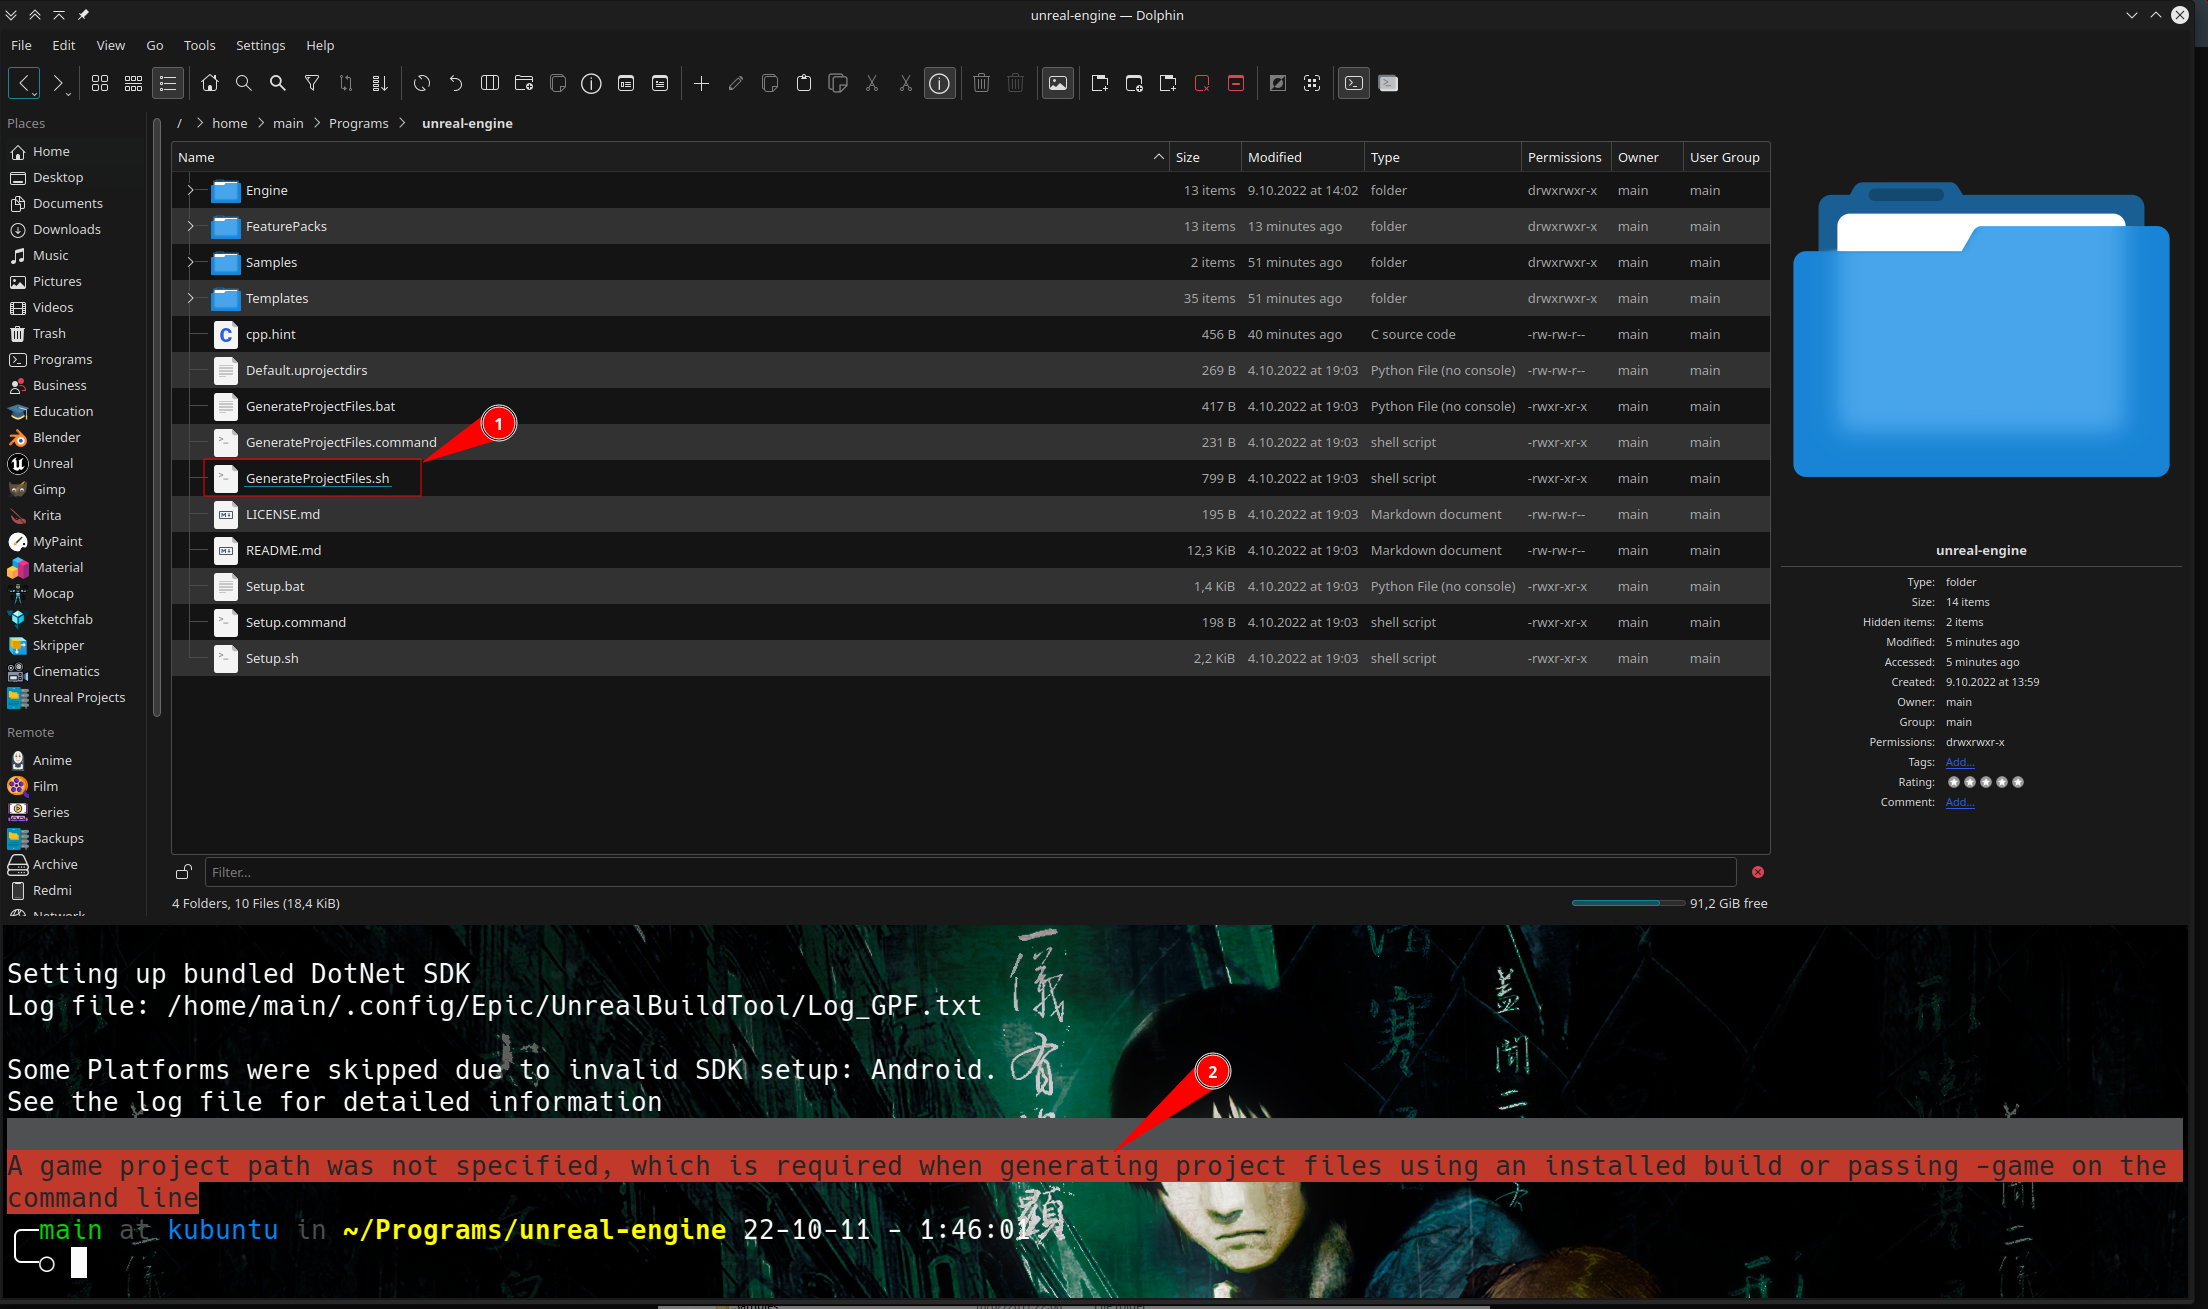 unreal-engine — Dolphin
File Edit View Go Tools Settings Help
/ > home > main > Programs > unreal-engine
Places
Home
Desktop
Documents
Downloads
Music
Pictures
Videos
Trash
Programs
Business
Education
Blender
Unreal
Gimp
Krita
MyPaint
Material
Mocap
Sketchfab
Skripper
Cinematics
Unreal Projects
Remote
Anime
Film
Series
Backups
Archive
Redmi
Network
Name Size Modified Type Permissions Owner User Group
Engine 13 items 9.10.2022 at 14:02 folder drwxrwxr-x main main
FeaturePacks 13 items 13 minutes ago folder drwxrwxr-x main main
Samples 2 items 51 minutes ago folder drwxrwxr-x main main
Templates 35 items 51 minutes ago folder drwxrwxr-x main main
cpp.hint 456 B 40 minutes ago C source code -rw-rw-r-- main main
Default.uprojectdirs 269 B 4.10.2022 at 19:03 Python File (no console) -rw-rw-r-- main main
GenerateProjectFiles.bat 417 B 4.10.2022 at 19:03 Python File (no console) -rwxr-xr-x main main
1
GenerateProjectFiles.command 231 B 4.10.2022 at 19:03 shell script -rwxr-xr-x main main
GenerateProjectFiles.sh 799 B 4.10.2022 at 19:03 shell script -rwxr-xr-x main main
LICENSE.md 195 B 4.10.2022 at 19:03 Markdown document -rw-rw-r-- main main
README.md 12,3 KiB 4.10.2022 at 19:03 Markdown document -rw-rw-r-- main main
Setup.bat 1,4 KiB 4.10.2022 at 19:03 Python File (no console) -rwxr-xr-x main main
Setup.command 198 B 4.10.2022 at 19:03 shell script -rwxr-xr-x main main
Setup.sh 2,2 KiB 4.10.2022 at 19:03 shell script -rwxr-xr-x main main
Filter...
4 Folders, 10 Files (18,4 KiB) 91,2 GiB free
unreal-engine
Type: folder
Size: 14 items
Hidden items: 2 items
Modified: 5 minutes ago
Accessed: 5 minutes ago
Created: 9.10.2022 at 13:59
Owner: main
Group: main
Permissions: drwxrwxr-x
Tags: Add...
Rating:
Comment: Add...
Setting up bundled DotNet SDK
Log file: /home/main/.config/Epic/UnrealBuildTool/Log_GPF.txt
Some Platforms were skipped due to invalid SDK setup: Android.
See the log file for detailed information
2
A game project path was not specified, which is required when generating project files using an installed build or passing -game on the
command line
main at kubuntu in ~/Programs/unreal-engine 22-10-11 - 1:46:01
儀
有
顕
蓋
聞
二